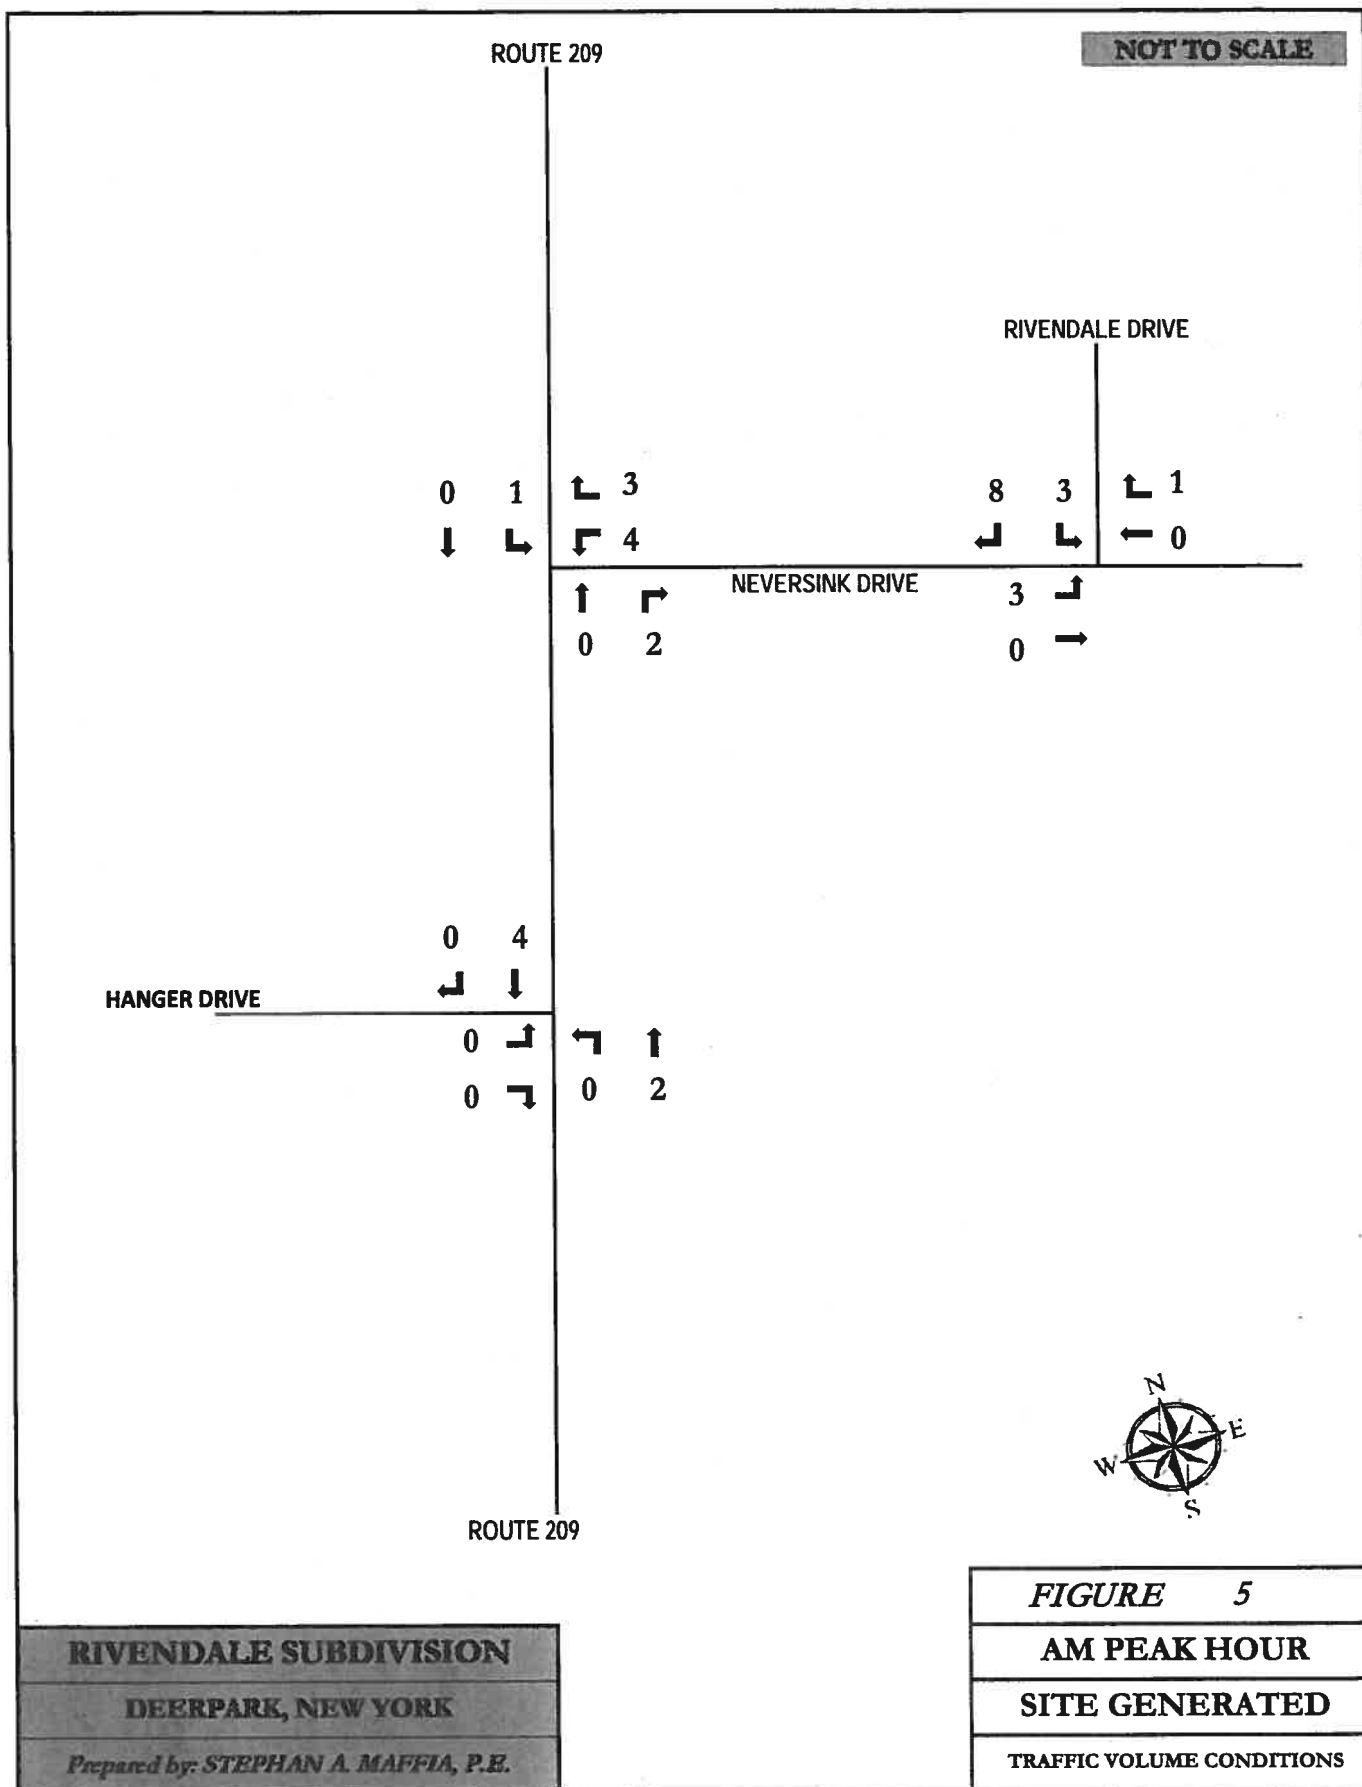 ROUTE 209
NOT TO SCALE
RIVENDALE DRIVE
0 1 3
8 3 1
4
0
NEVERSINK DRIVE
3
0 2
0
0 4
HANGER DRIVE
0
0 0 2
N
E
W
S
ROUTE 209
FIGURE 5
AM PEAK HOUR
SITE GENERATED
TRAFFIC VOLUME CONDITIONS
RIVENDALE SUBDIVISION
DEERPARK, NEW YORK
Prepared by: STEPHAN A. MAFFIA, P.E.